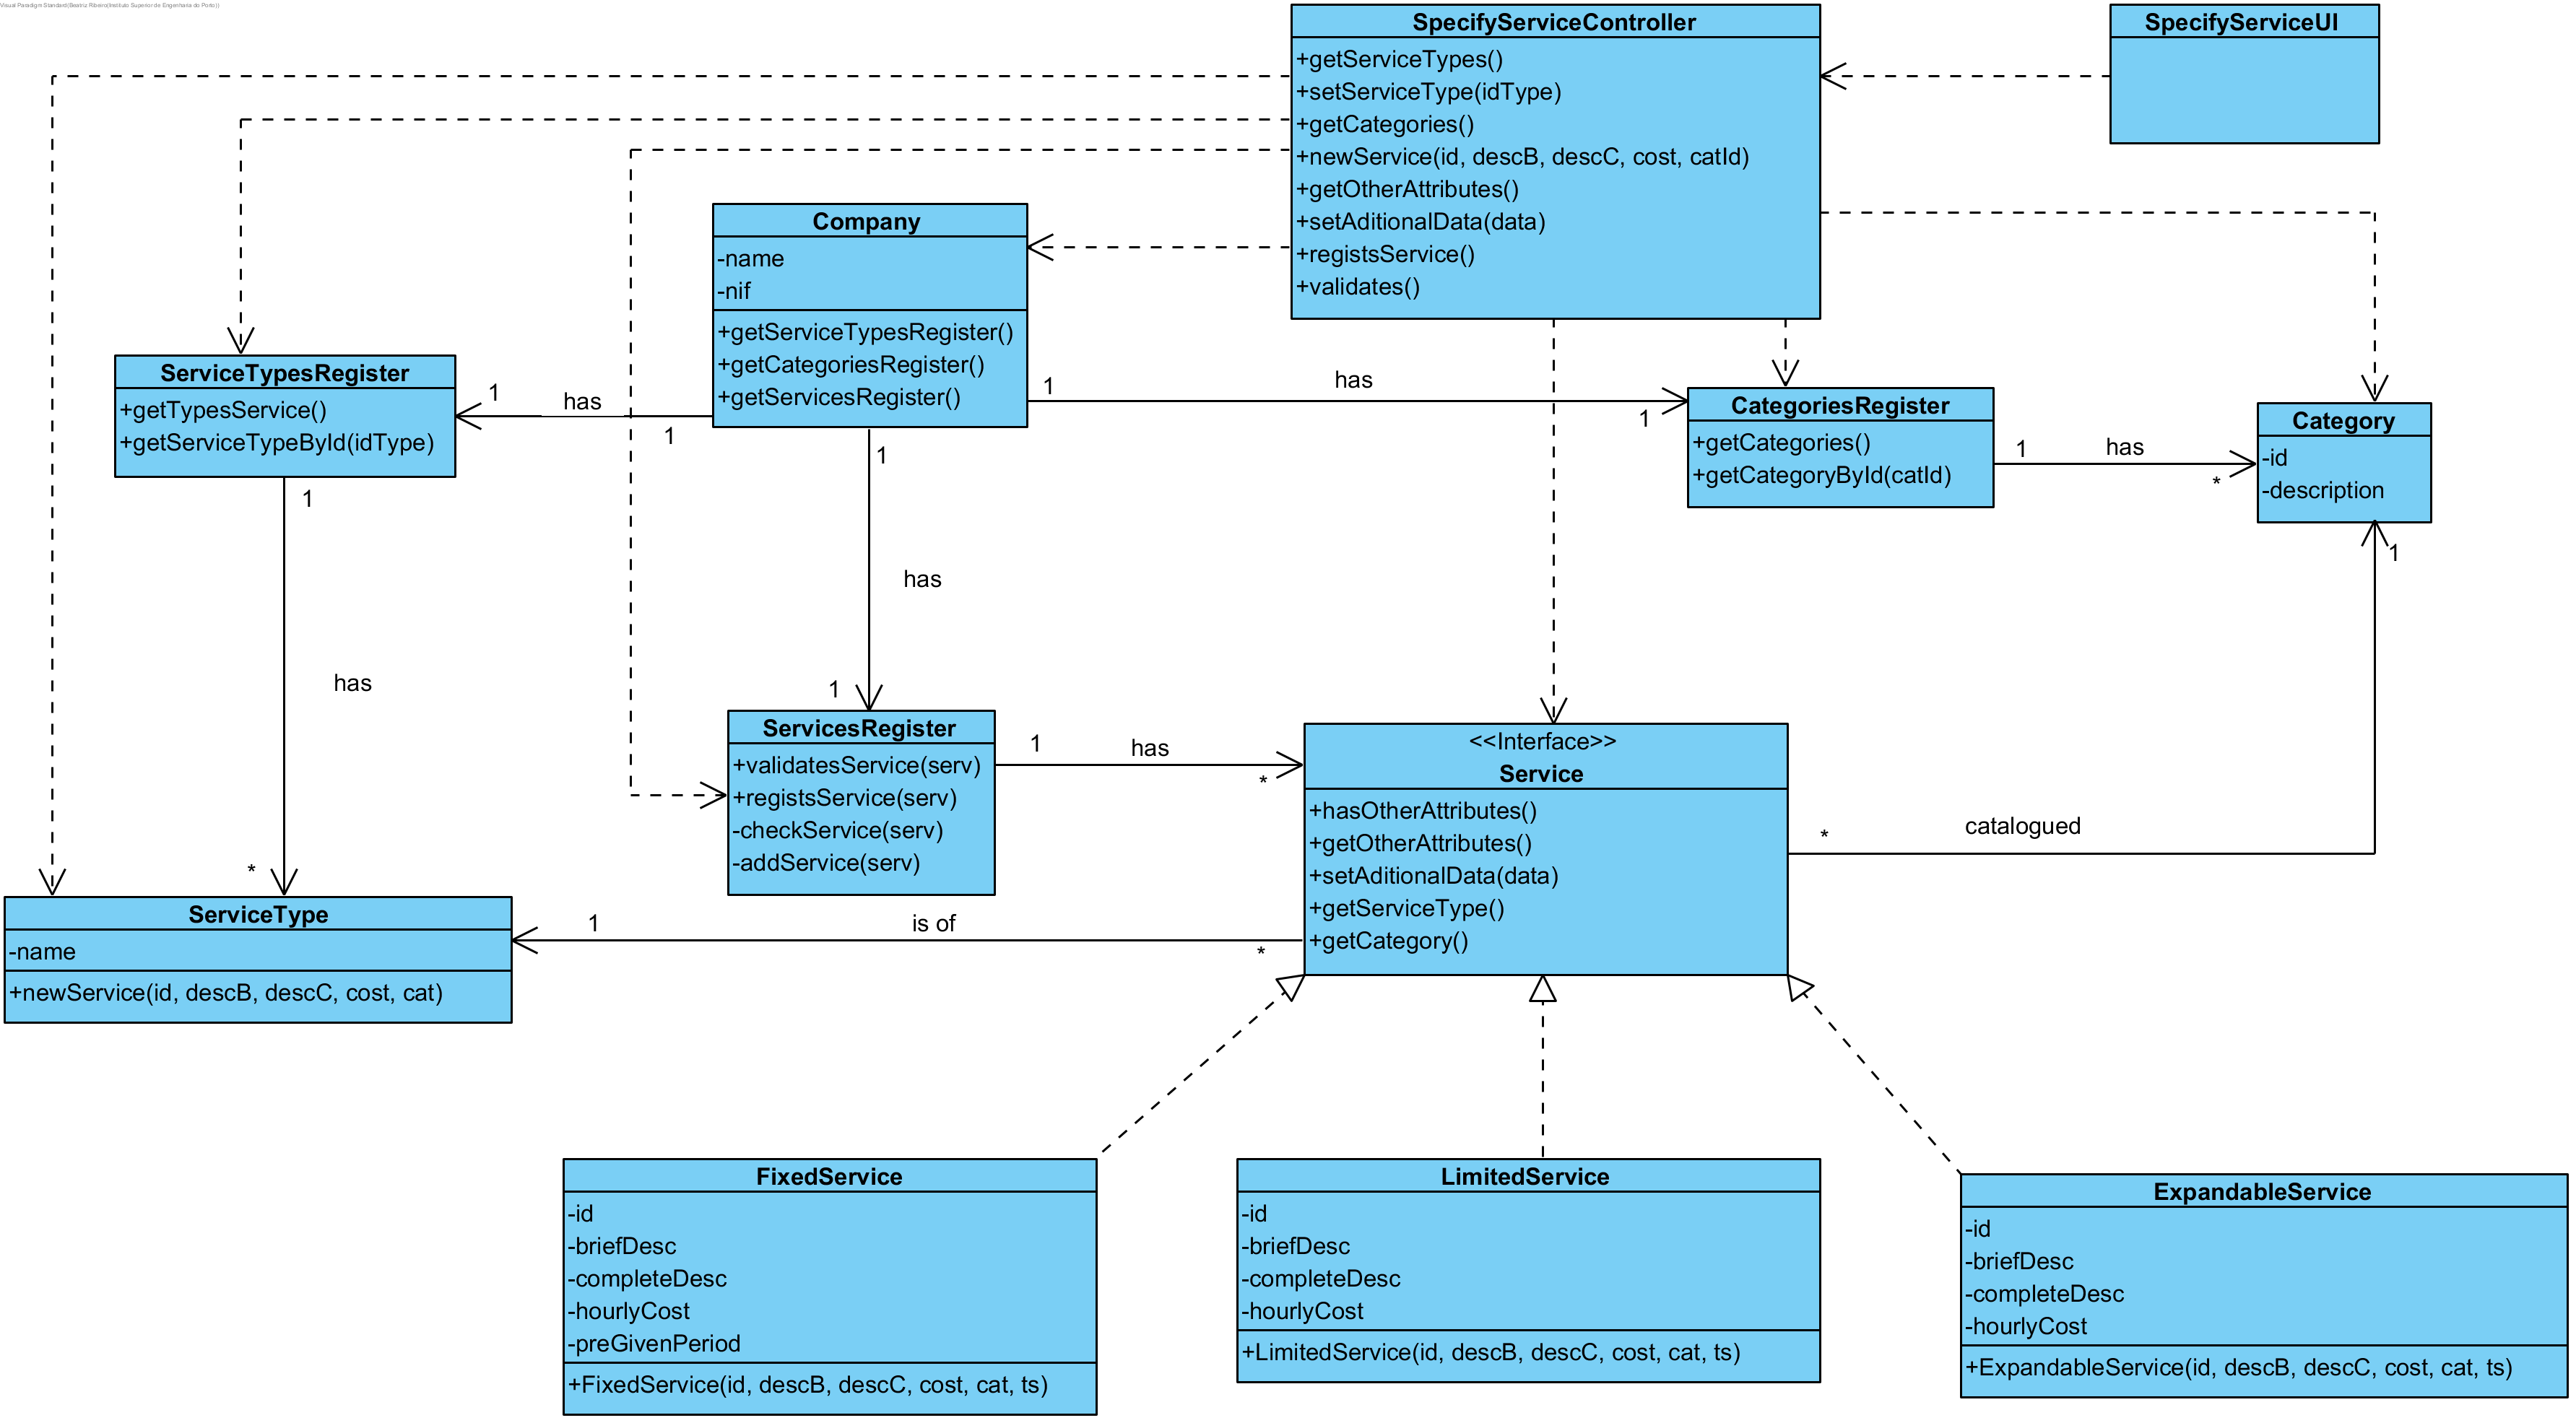 Visual Paradigm Standard(Beatriz Ribeiro(Instituto Superior de Engenharia do Porto))
SpecifyServiceController
+getServiceTypes()
+setServiceType(idType)
+getCategories()
+newService(id, descB, descC, cost, catId)
+getOtherAttributes()
+setAditionalData(data)
+registsService()
+validates()
SpecifyServiceUI
Company
-name
-nif
+getServiceTypesRegister()
+getCategoriesRegister()
+getServicesRegister()
ServiceTypesRegister
+getTypesService()
+getServiceTypeById(idType)
1
has
1
1
has
1
CategoriesRegister
+getCategories()
+getCategoryById(catId)
1
has
*
Category
-id
-description
1
1
has
1
1
has
*
ServicesRegister
+validatesService(serv)
+registsService(serv)
-checkService(serv)
-addService(serv)
1
has
*
<<Interface>>
Service
+hasOtherAttributes()
+getOtherAttributes()
+setAditionalData(data)
+getServiceType()
+getCategory()
*
catalogued
ServiceType
-name
+newService(id, descB, descC, cost, cat)
1
is of
*
FixedService
-id
-briefDesc
-completeDesc
-hourlyCost
-preGivenPeriod
+FixedService(id, descB, descC, cost, cat, ts)
LimitedService
-id
-briefDesc
-completeDesc
-hourlyCost
+LimitedService(id, descB, descC, cost, cat, ts)
ExpandableService
-id
-briefDesc
-completeDesc
-hourlyCost
+ExpandableService(id, descB, descC, cost, cat, ts)